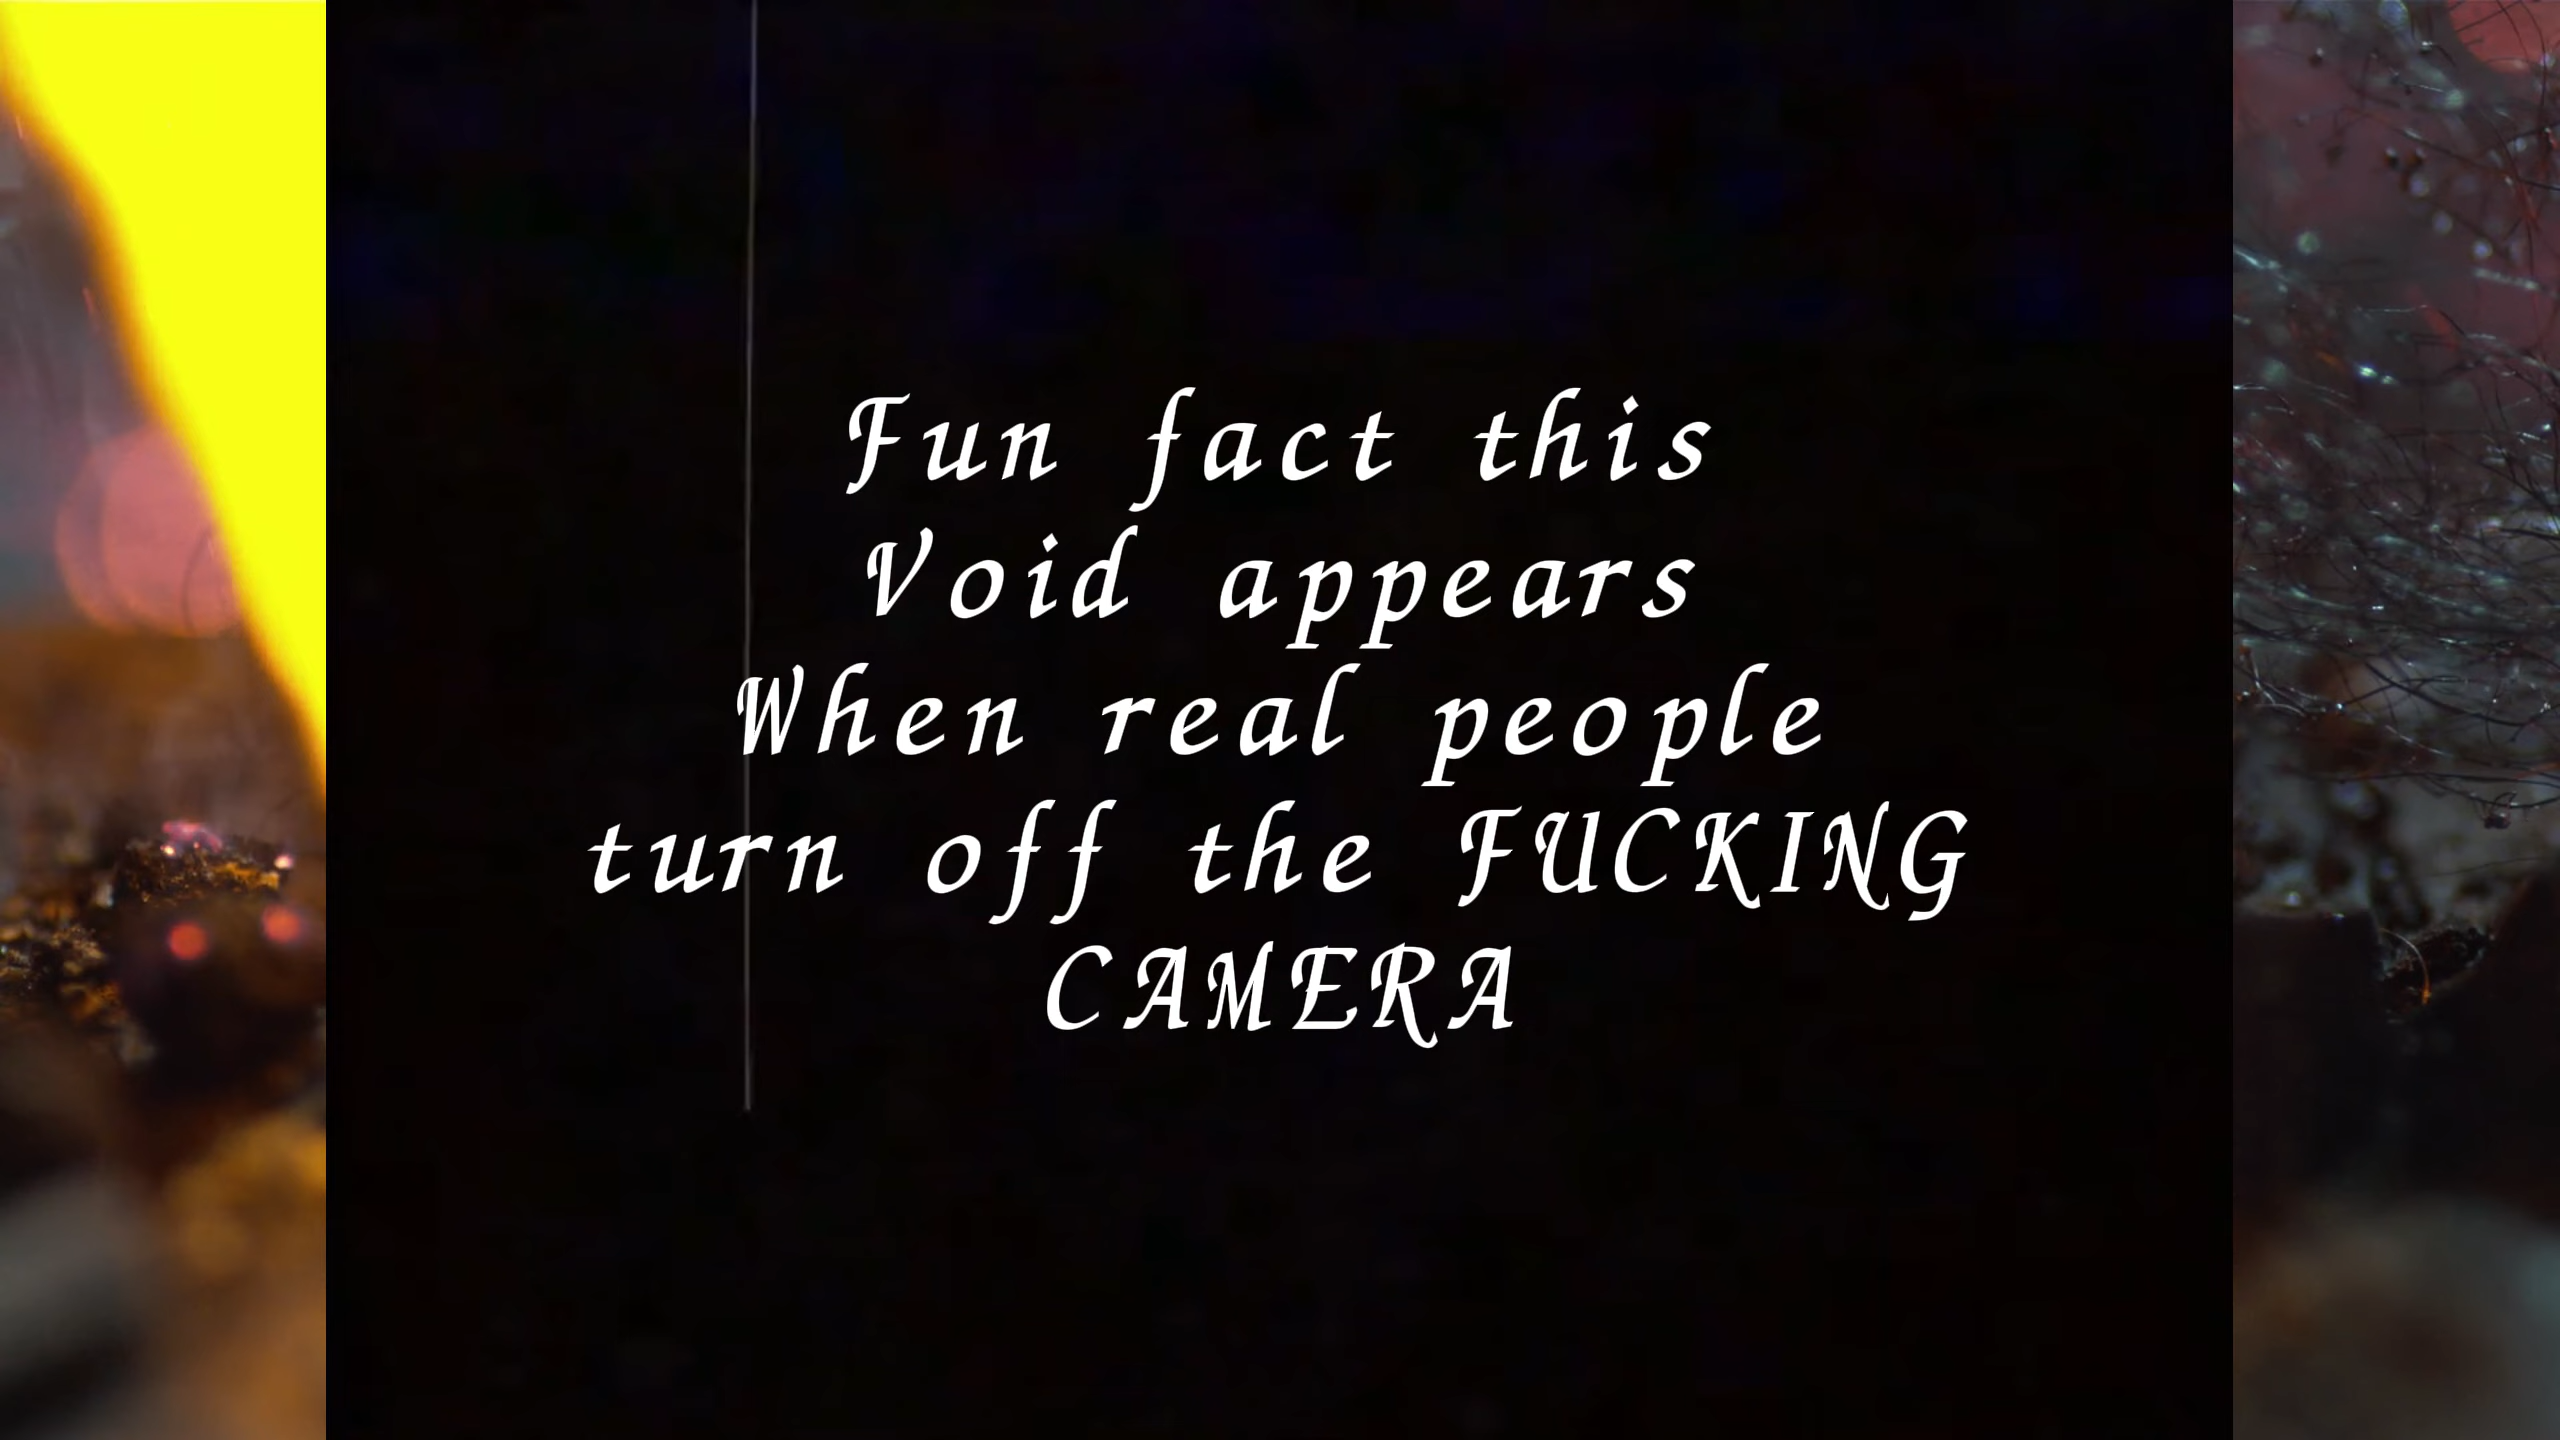 Fun fact this
Void appears
When real people
turn off the FUCKING
CAMERA